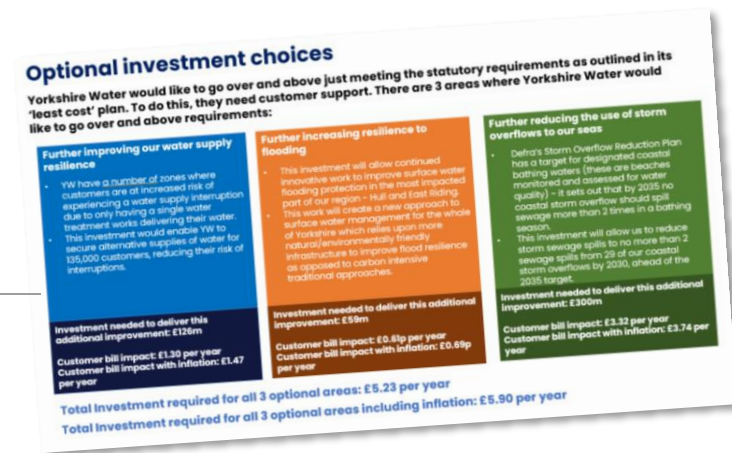 Optional investment choices
Yorkshire Water would like to go over and above just meeting the statutory requirements as outlined in its
‘least cost’ plan. To do this, they need customer support. There are 3 areas where Yorkshire Water would
like to go over and above requirements:
Further improving our water supply
resilience
• YW have a number of zones where
customers are at increased risk of
experiencing a water supply interruption
due to only having a single water
treatment works delivering their water.
• This investment would enable YW to
secure alternative supplies of water for
135,000 customers, reducing their risk of
interruptions.
Investment needed to deliver this
additional improvement: £126m
Customer bill impact: £1.30 per year
Customer bill impact with inflation: £1.47
per year
Further increasing resilience to
flooding
• This investment will allow continued
innovative work to improve surface water
flooding protection in the most impacted
part of our region – Hull and East Riding.
• This work will create a new approach to
surface water management for the whole
of Yorkshire which relies upon more
natural/environmentally friendly
infrastructure to improve flood resilience
as opposed to carbon intensive
traditional approaches.
Investment needed to deliver this additional
improvement: £59m
Customer bill impact: £0.61p per year
Customer bill impact with inflation: £0.69p
per year
Further reducing the use of storm
overflows to our seas
• Defra's Storm Overflow Reduction Plan
has a target for designated coastal
bathing waters (these are beaches
monitored and assessed for water
quality) – it sets out that by 2035 no
coastal storm overflow should spill
sewage more than 2 times in a bathing
season.
• This investment will allow us to reduce
storm sewage spills to no more than 2
sewage spills from 29 of our coastal
storm overflows by 2030, ahead of the
2035 target.
Investment needed to deliver this additional
improvement: £300m
Customer bill impact: £3.32 per year
Customer bill impact with inflation: £3.74 per
year
Total Investment required for all 3 optional areas: £5.23 per year
Total Investment required for all 3 optional areas including inflation: £5.90 per year